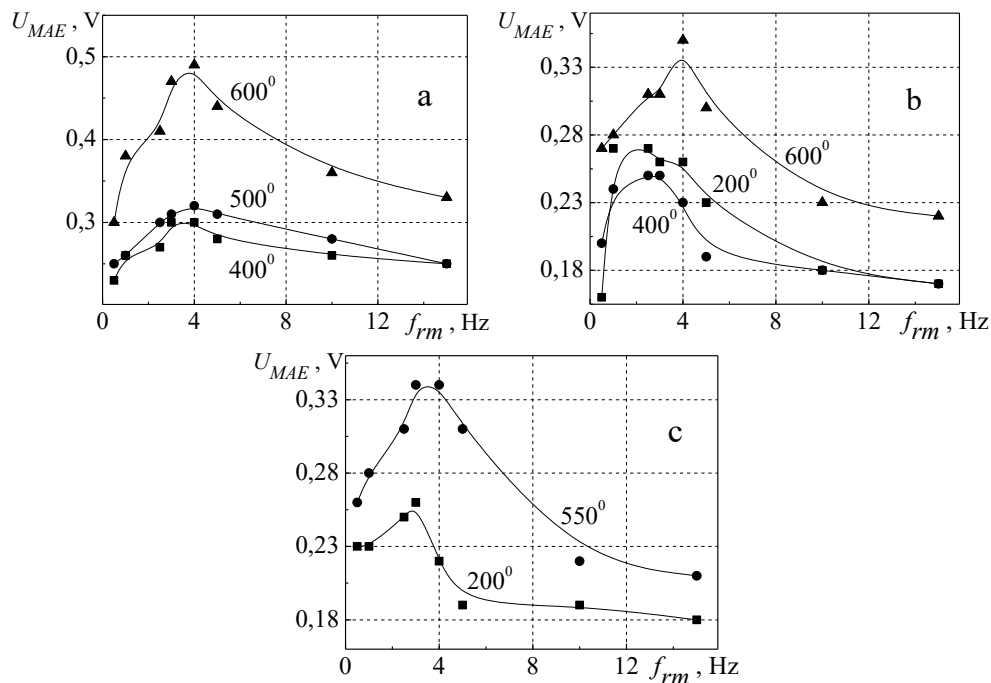 U_MAE , V
0,5
0,4
0,3
600⁰
500⁰
400⁰
a
0 4 8 12 f_rm , Hz
U_MAE , V
0,33
0,28
0,23
0,18
600⁰
200⁰
400⁰
b
0 4 8 12 f_rm , Hz
U_MAE , V
0,33
0,28
0,23
0,18
550⁰
200⁰
c
0 4 8 12 f_rm , Hz